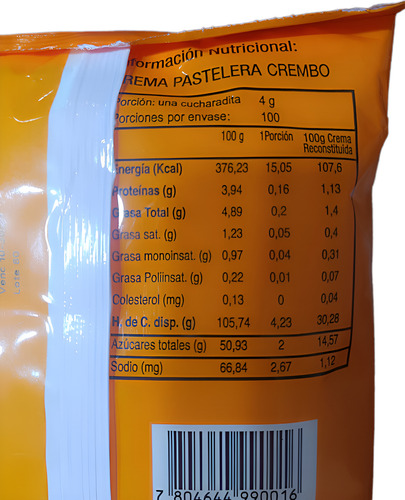 nformación Nutricional:
REMA PASTELERA CREMBO
Porción: una cucharadita 4 g
Porciones por envase: 100
100 g 1Porción 100g Crema Reconstituída
Energía (Kcal) 376,23 15,05 107,6
Proteínas (g) 3,94 0,16 1,13
Grasa Total (g) 4,89 0,2 1,4
Grasa sat. (g) 1,23 0,05 0,4
Grasa monoinsat. (g) 0,97 0,04 0,31
Grasa Poliinsat. (g) 0,22 0,01 0,07
Colesterol (mg) 0,13 0 0,04
H. de C. disp. (g) 105,74 4,23 30,28
Azúcares totales (g) 50,93 2 14,57
Sodio (mg) 66,84 2,67 1,12
7 804644 990016